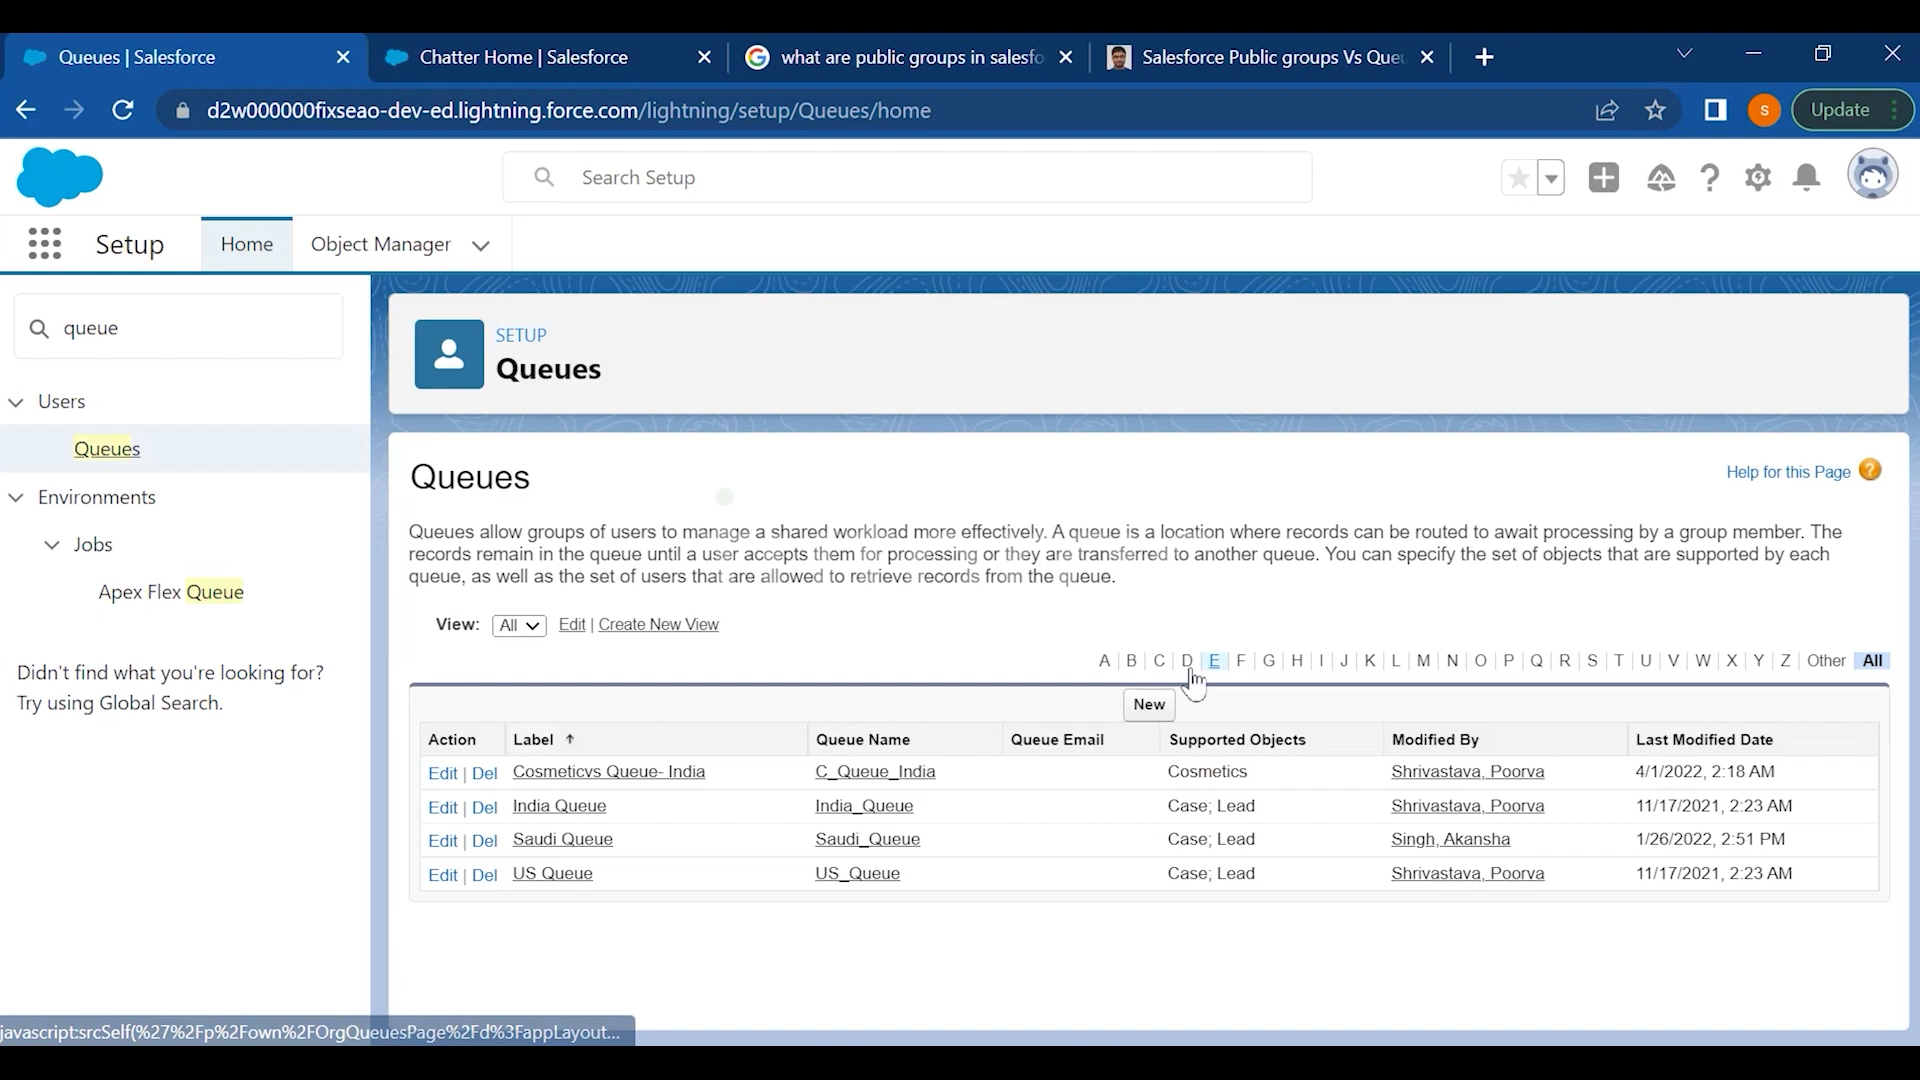 Queues | Salesforce
Chatter Home | Salesforce
what are public groups in salesfo
Salesforce Public groups Vs Queu
d2w000000fixseao-dev-ed.lightning.force.com/lightning/setup/Queues/home
S
Update
Search Setup
Setup
Home
Object Manager
queue
Users
Queues
Environments
Jobs
Apex Flex Queue
Didn't find what you're looking for?
Try using Global Search.
SETUP
Queues
Queues
Help for this Page
Queues allow groups of users to manage a shared workload more effectively. A queue is a location where records can be routed to await processing by a group member. The
records remain in the queue until a user accepts them for processing or they are transferred to another queue. You can specify the set of objects that are supported by each
queue, as well as the set of users that are allowed to retrieve records from the queue.
View: All Edit | Create New View
A | B | C | D | E | F | G | H | I | J | K | L | M | N | O | P | Q | R | S | T | U | V | W | X | Y | Z | Other All
New
Action Label Queue Name Queue Email Supported Objects Modified By Last Modified Date
Edit | Del Cosmeticvs Queue- India C_Queue_India Cosmetics Shrivastava, Poorva 4/1/2022, 2:18 AM
Edit | Del India Queue India_Queue Case; Lead Shrivastava, Poorva 11/17/2021, 2:23 AM
Edit | Del Saudi Queue Saudi_Queue Case; Lead Singh, Akansha 1/26/2022, 2:51 PM
Edit | Del US Queue US_Queue Case; Lead Shrivastava, Poorva 11/17/2021, 2:23 AM
javascript:srcSelf(%27%2Fp%2Fown%2FOrgQueuesPage%2Fd%3FappLayout...